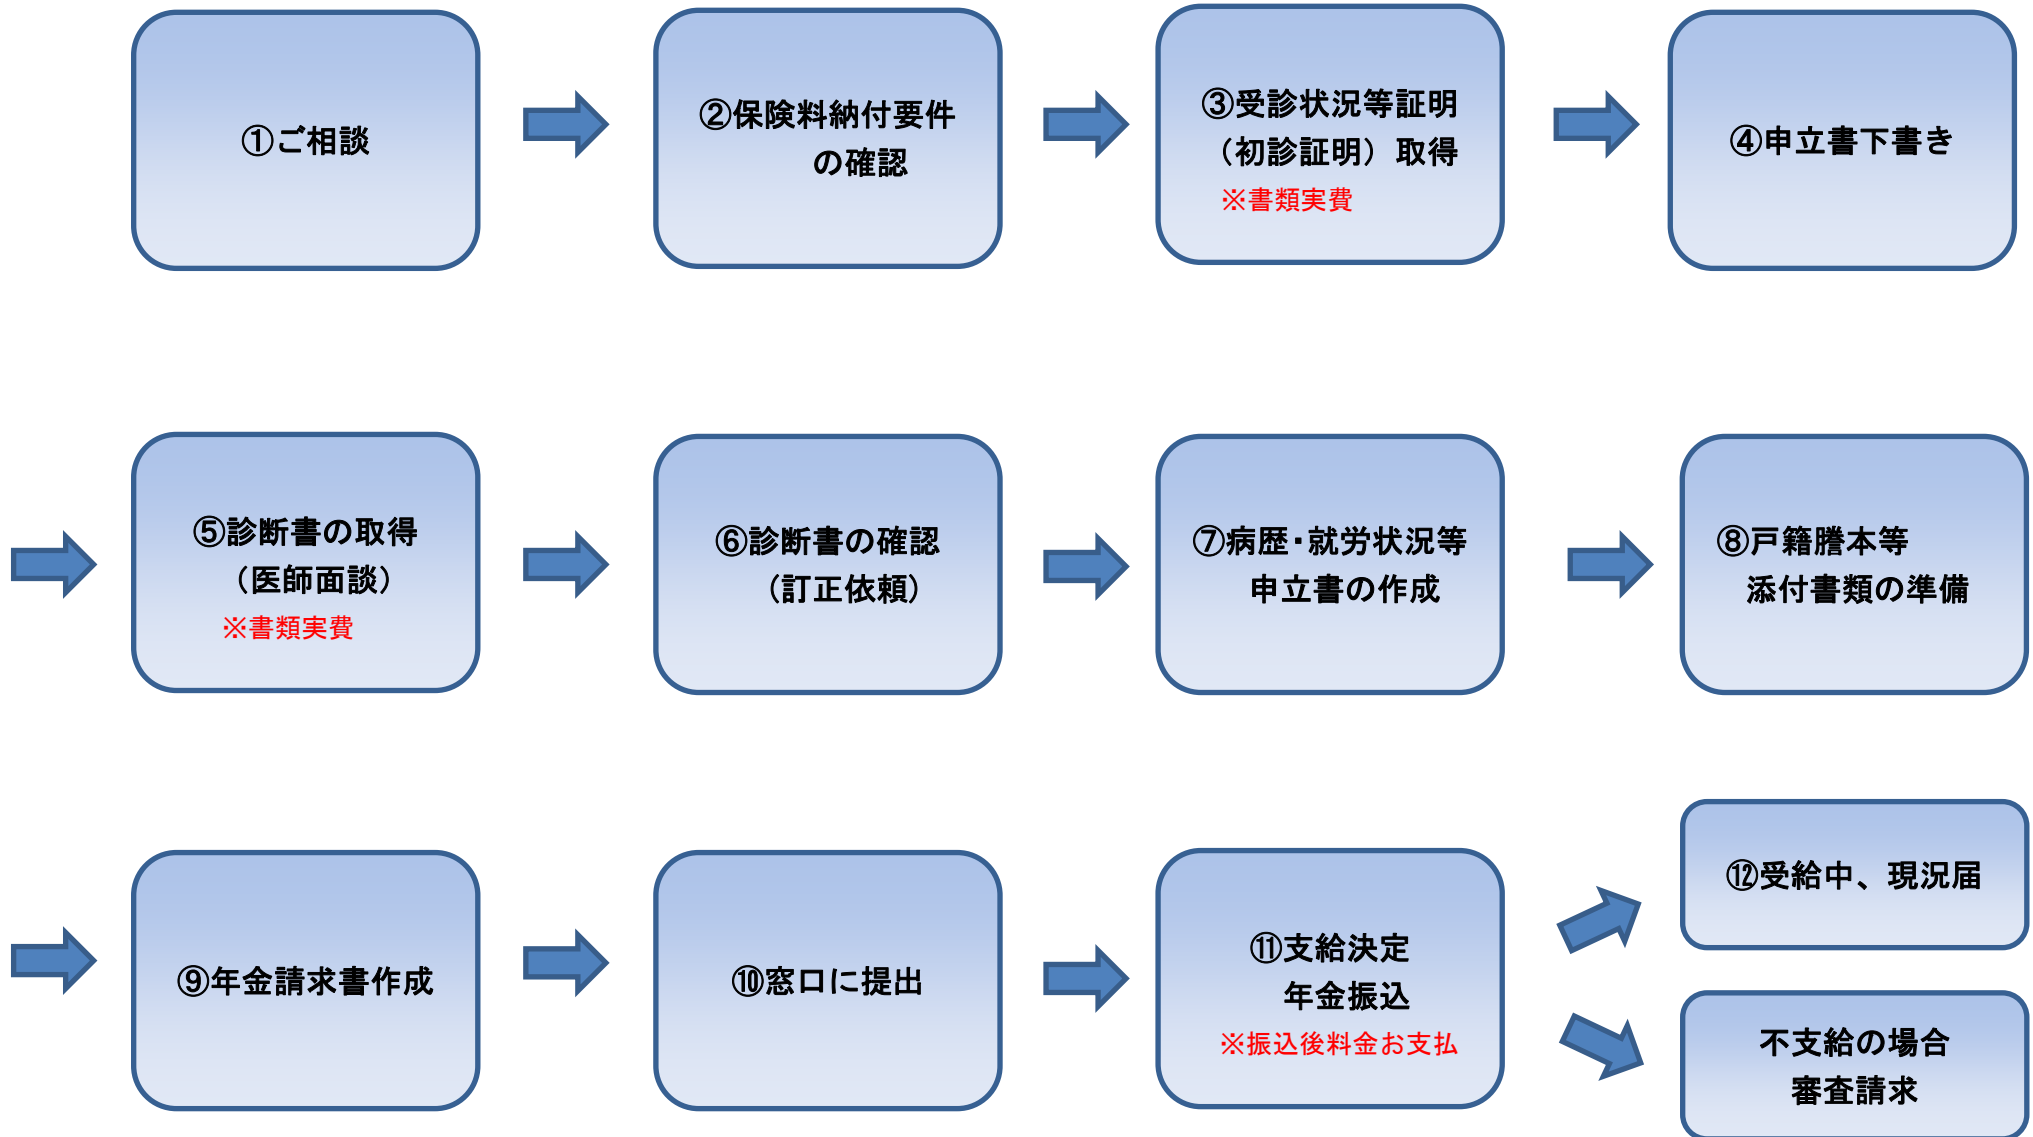 ①ご相談
②保険料納付要件
の確認
③受診状況等証明
（初診証明）取得
※書類実費
④申立書下書き
⑤診断書の取得
（医師面談）
※書類実費
⑥診断書の確認
（訂正依頼）
⑦病歴・就労状況等
申立書の作成
⑧戸籍謄本等
添付書類の準備
⑨年金請求書作成
⑩窓口に提出
⑪支給決定
年金振込
※振込後料金お支払
⑫受給中、現況届
不支給の場合
審査請求